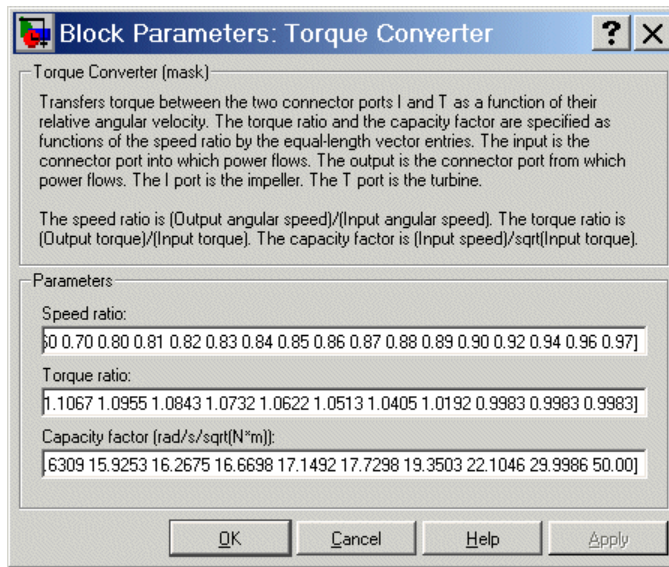 Block Parameters: Torque Converter
Torque Converter (mask)
Transfers torque between the two connector ports I and T as a function of their
relative angular velocity. The torque ratio and the capacity factor are specified as
functions of the speed ratio by the equal-length vector entries. The input is the
connector port into which power flows. The output is the connector port from which
power flows. The I port is the impeller. The T port is the turbine.
The speed ratio is (Output angular speed)/(Input angular speed). The torque ratio is
(Output torque)/(Input torque). The capacity factor is (Input speed)/sqrt(Input torque).
Parameters
Speed ratio:
0.70 0.80 0.81 0.82 0.83 0.84 0.85 0.86 0.87 0.88 0.89 0.90 0.92 0.94 0.96 0.97]
Torque ratio:
1.1067 1.0955 1.0843 1.0732 1.0622 1.0513 1.0405 1.0192 0.9983 0.9983 0.9983]
Capacity factor (rad/s/sqrt(N*m)):
.6309 15.9253 16.2675 16.6698 17.1492 17.7298 19.3503 22.1046 29.9986 50.00]
OK
Cancel
Help
Apply